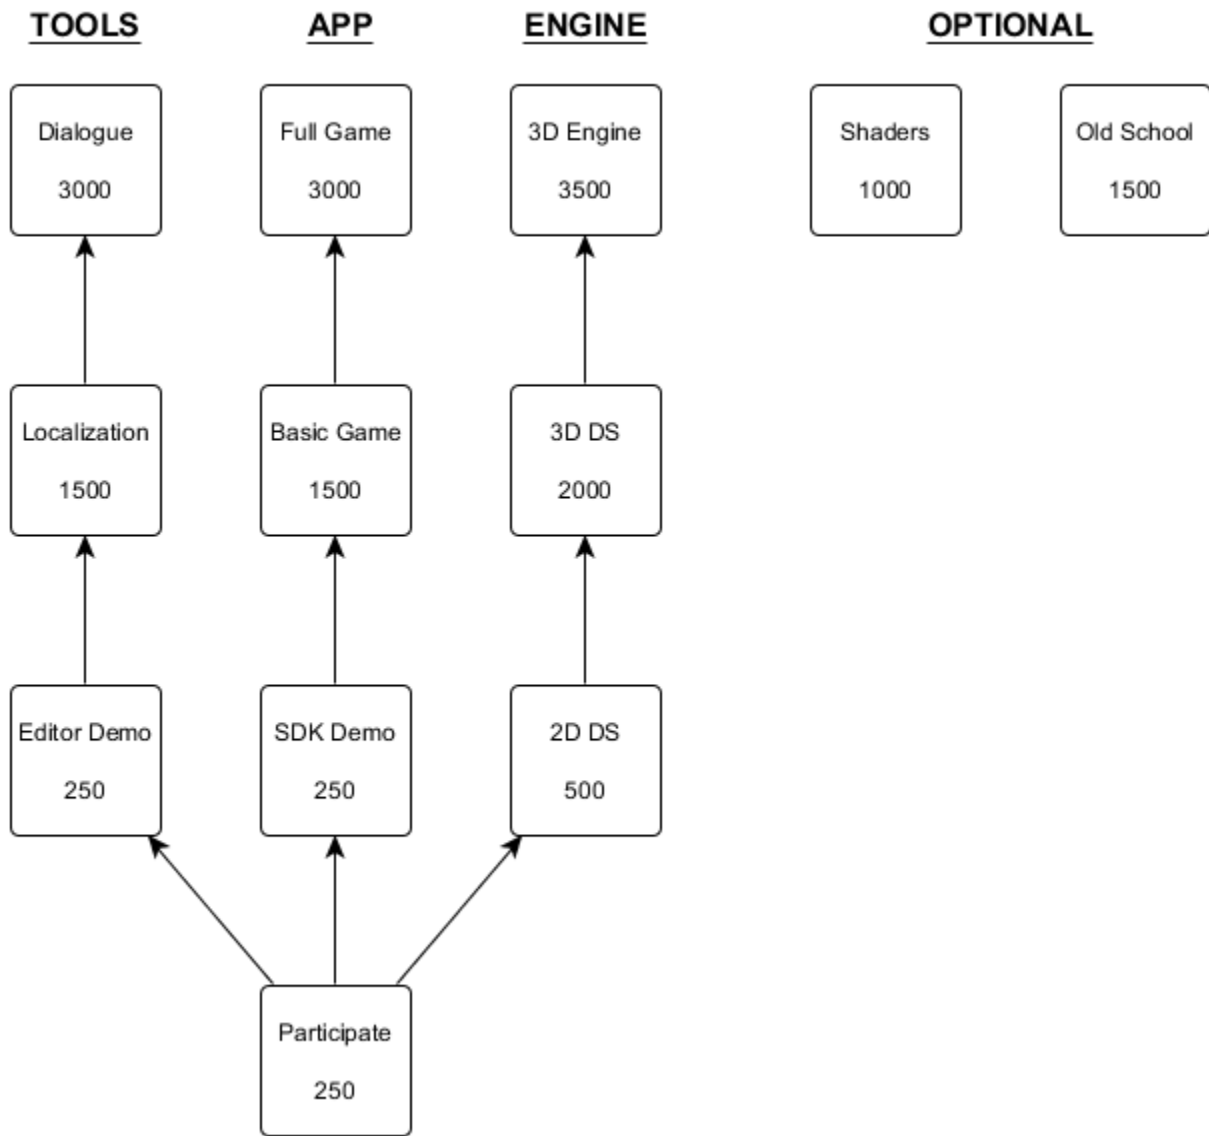 TOOLS
APP
ENGINE
OPTIONAL
Dialogue
3000
Full Game
3000
3D Engine
3500
Shaders
1000
Old School
1500
Localization
1500
Basic Game
1500
3D DS
2000
Editor Demo
250
SDK Demo
250
2D DS
500
Participate
250